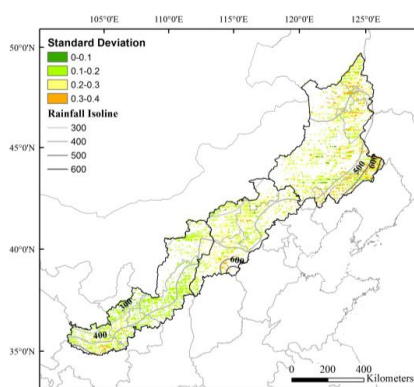 105°0'E 110°0'E 115°0'E 120°0'E 125°0'E
50°0'N
Standard Deviation
0-0.1
0.1-0.2
0.2-0.3
0.3-0.4
Rainfall Isoline
300
400
500
600
45°0'N
500
600
40°0'N
600
300
400
35°0'N
0 200 400
Kilometers